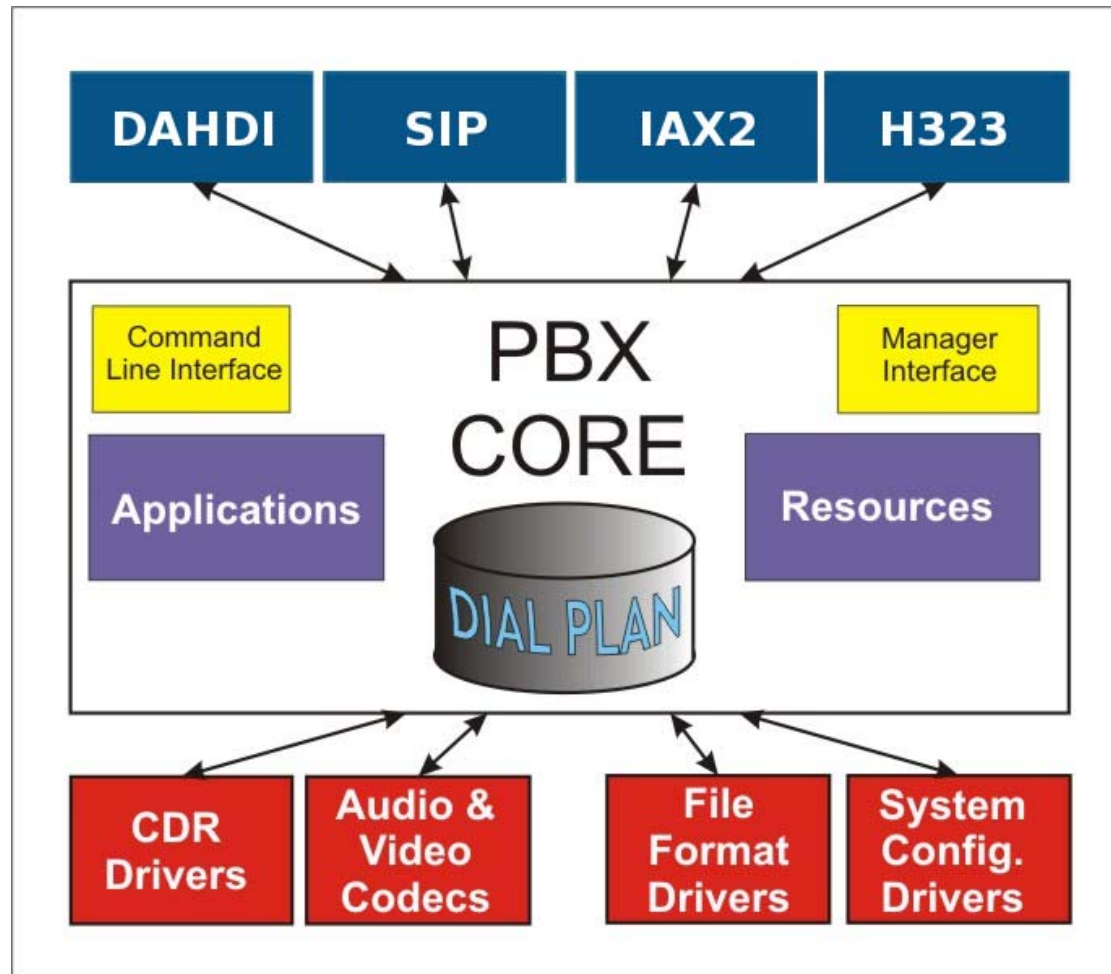 DAHDI
SIP
IAX2
H323
Command
Line Interface
PBX
CORE
Manager
Interface
Applications
Resources
DIAL PLAN
CDR
Drivers
Audio &
Video
Codecs
File
Format
Drivers
System
Config.
Drivers